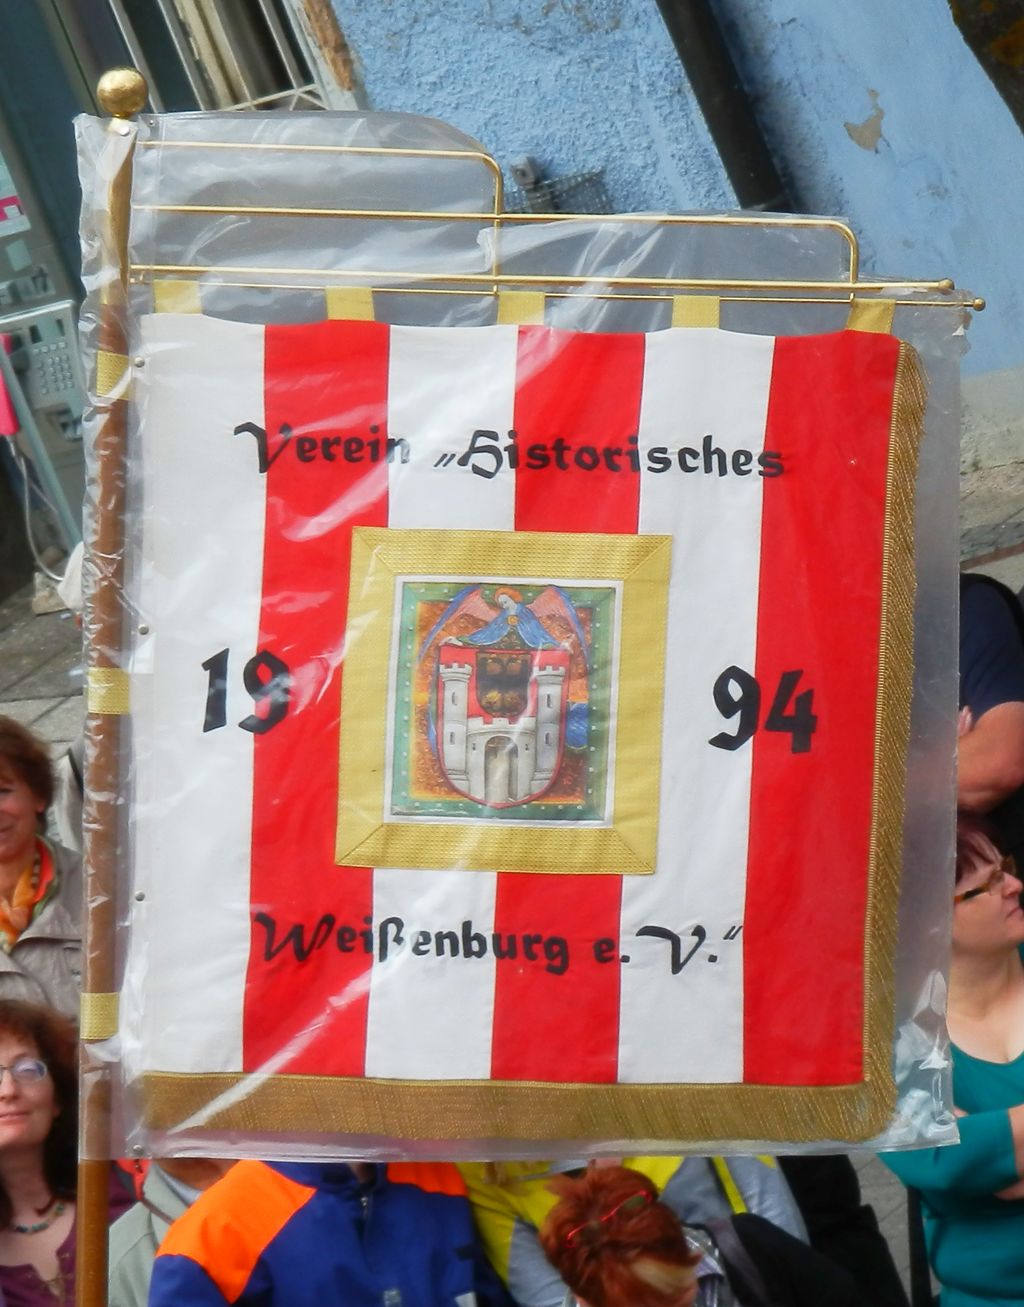 Verein „Historisches
19 94
Weißenburg e. V.“